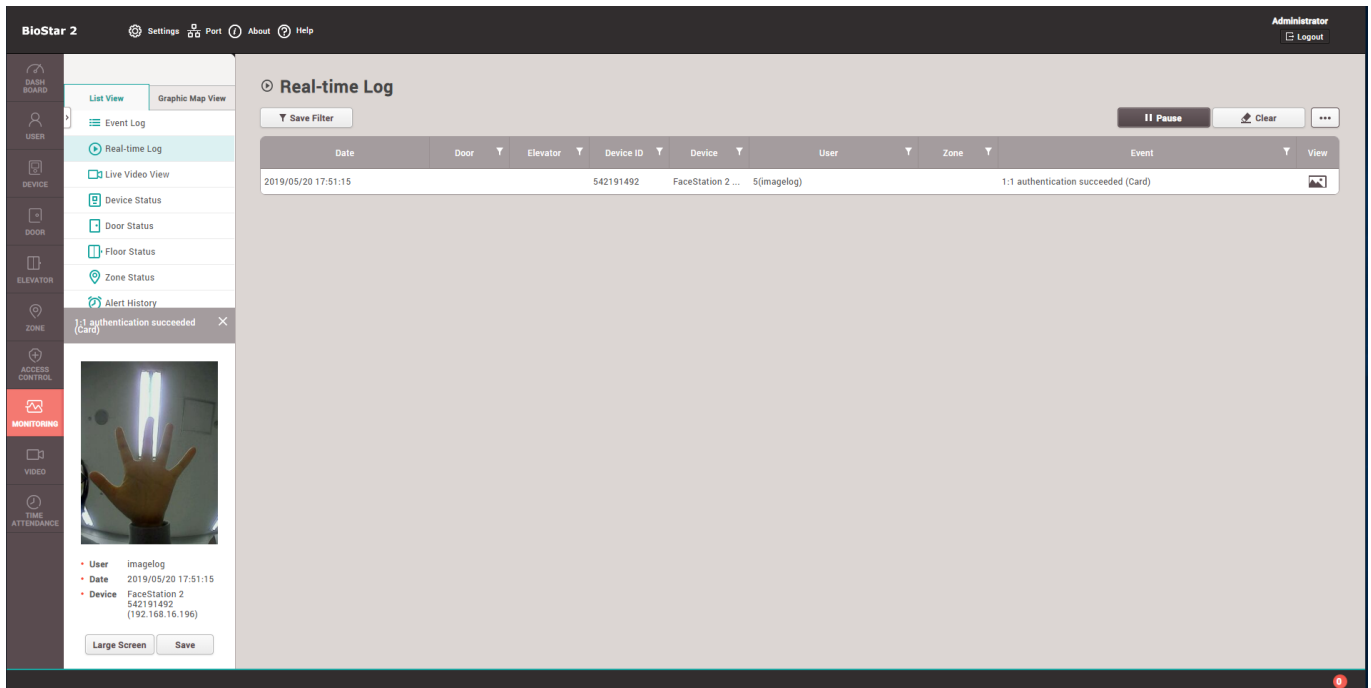 BioStar 2
Settings
Port
About
Help
Administrator
Logout
DASH
BOARD
USER
DEVICE
DOOR
ELEVATOR
ZONE
ACCESS
CONTROL
MONITORING
VIDEO
TIME
ATTENDANCE
List View
Graphic Map View
Event Log
Real-time Log
Live Video View
Device Status
Door Status
Floor Status
Zone Status
Alert History
1:1 authentication succeeded
(Card)
User imagelog
Date 2019/05/20 17:51:15
Device FaceStation 2
542191492
(192.168.16.196)
Large Screen
Save
Real-time Log
Save Filter
Pause
Clear
Date Door Elevator Device ID Device User Zone Event View
2019/05/20 17:51:15 542191492 FaceStation 2 ... 5(imagelog) 1:1 authentication succeeded (Card)
0